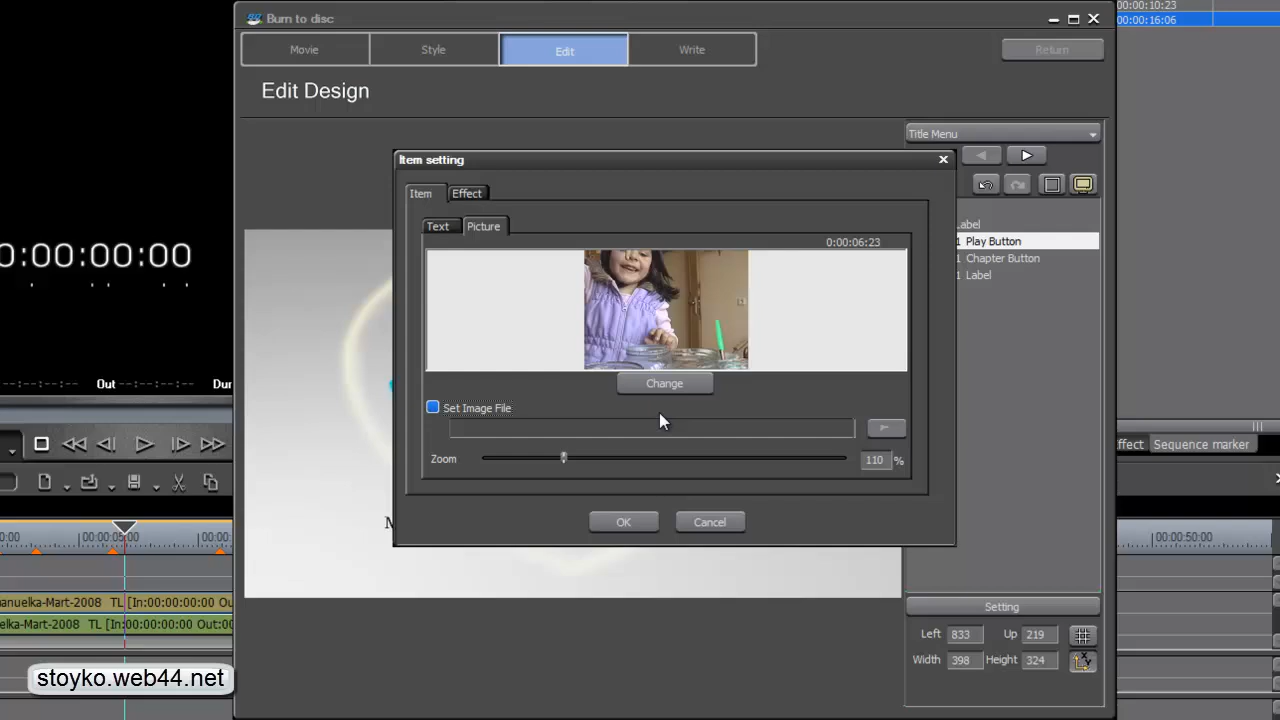 Burn to disc
00:00:10:23
00:00:16:06
Movie
Style
Edit
Write
Return
Edit Design
Title Menu
Item setting
Item
Effect
Label
1 Play Button
1 Chapter Button
1 Label
Text
Picture
0:00:06:23
0:00:00:00
Change
Set Image File
Out
Zoom
110 %
Sequence marker
OK
Cancel
00:00:05:00
00:00:50:00
anuelka-Mart-2008 TL [In:00:00:00:00 Ou
elka-Mart-2008 TL [In:00:00:00:00 Out:00
Setting
Left 833 Up 219
Width 398 Height 324
stoyko.web44.net